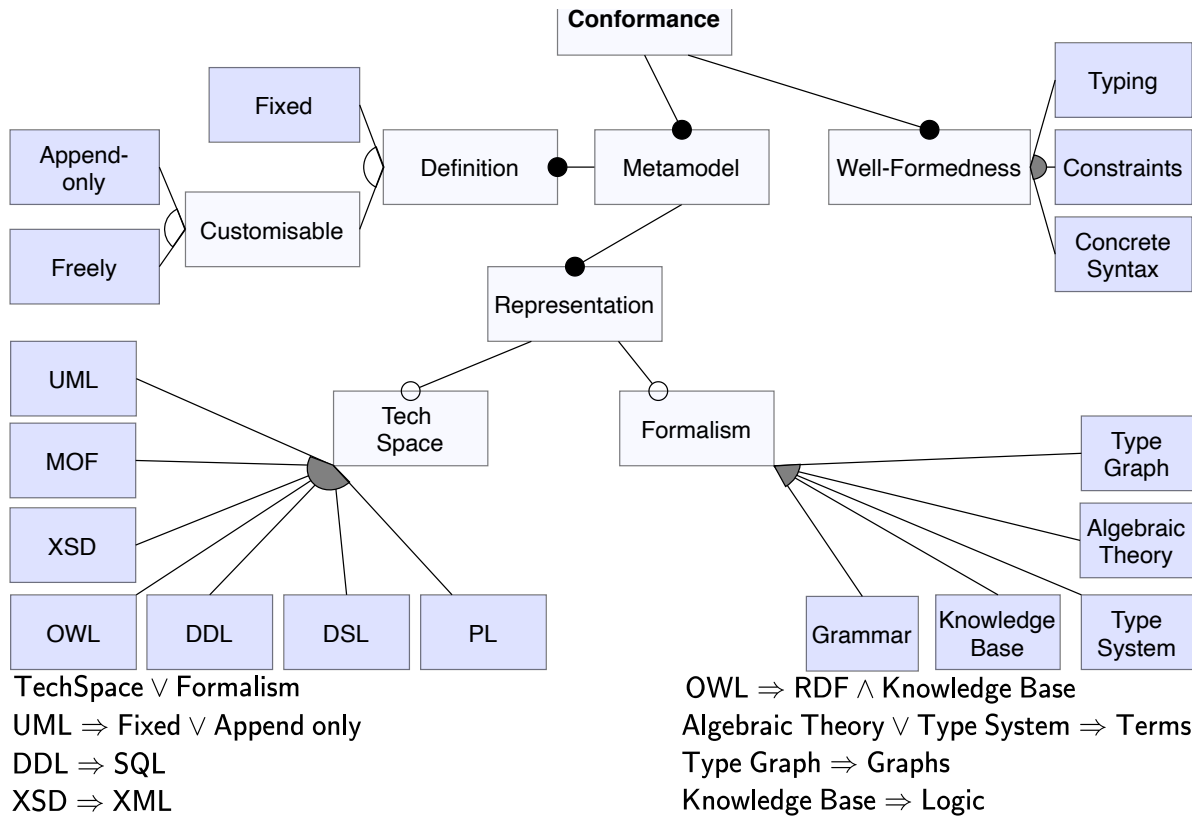 Conformance
Fixed
Typing
Append-
only
Definition
Metamodel
Well-Formedness
Constraints
Customisable
Freely
Concrete
Syntax
Representation
UML
Tech
Space
Formalism
MOF
Type
Graph
XSD
Algebraic
Theory
OWL
DDL
DSL
PL
Grammar
Knowledge
Base
Type
System
TechSpace ∨ Formalism
UML ⇒ Fixed ∨ Append only
DDL ⇒ SQL
XSD ⇒ XML
OWL ⇒ RDF ∧ Knowledge Base
Algebraic Theory ∨ Type System ⇒ Terms
Type Graph ⇒ Graphs
Knowledge Base ⇒ Logic